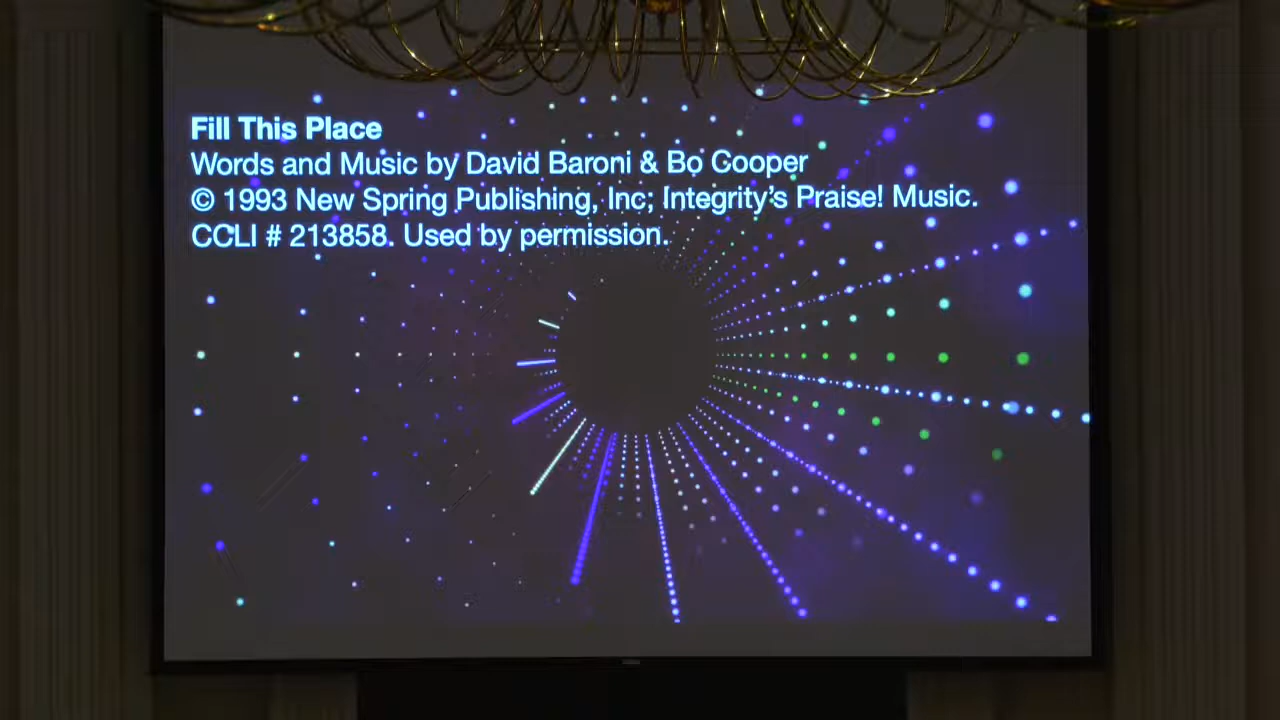 Fill This Place
Words and Music by David Baroni & Bo Cooper
© 1993 New Spring Publishing, Inc; Integrity's Praise! Music.
CCLI # 213858. Used by permission.